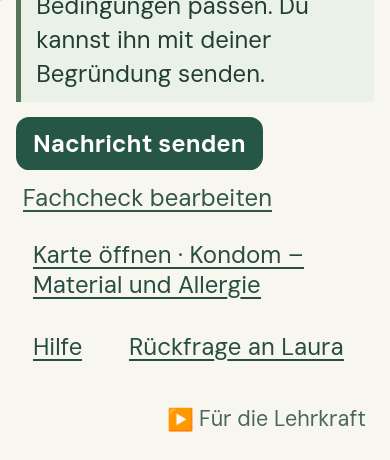 Bedingungen passen. Du
kannst ihn mit deiner
Begründung senden.
Nachricht senden
Fachcheck bearbeiten
Karte öffnen · Kondom –
Material und Allergie
Hilfe Rückfrage an Laura
Für die Lehrkraft